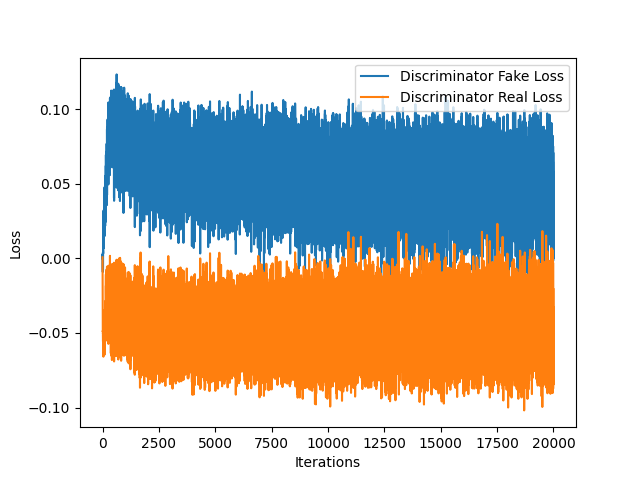 Discriminator Fake Loss
Discriminator Real Loss
0.10
0.05
0.00
−0.05
−0.10
Loss
0 2500 5000 7500 10000 12500 15000 17500 20000
Iterations